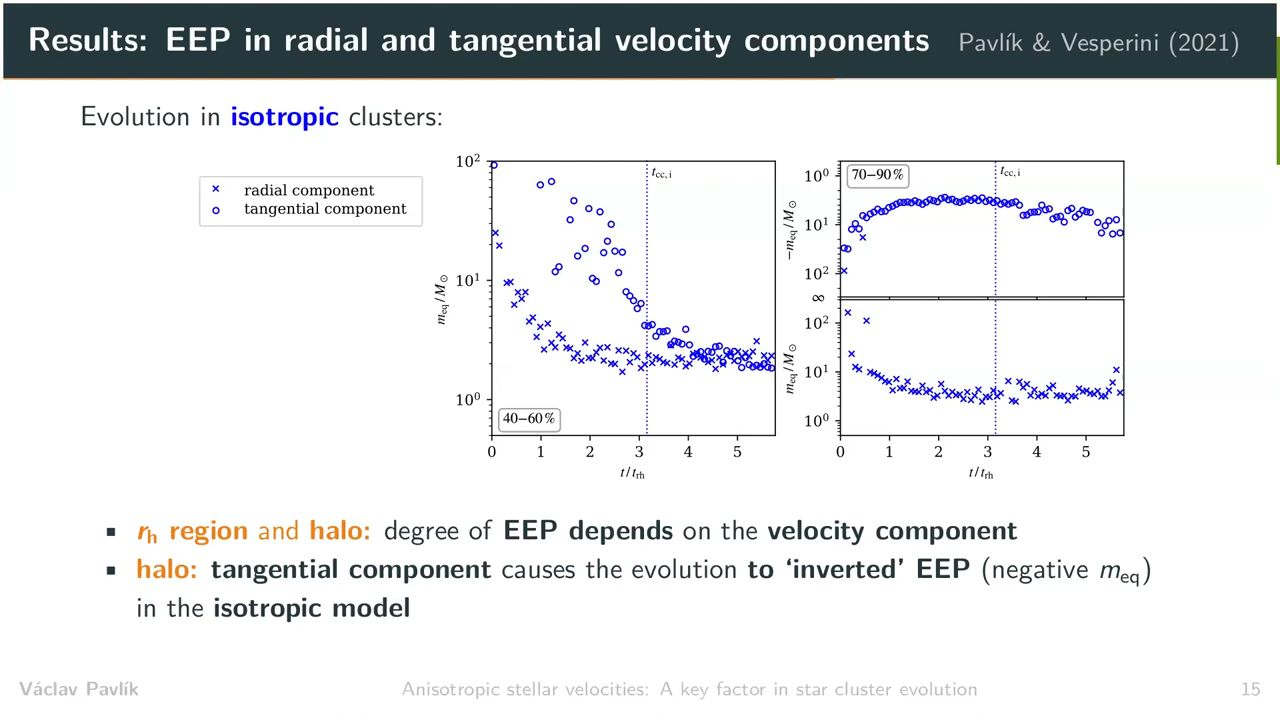 Results: EEP in radial and tangential velocity components Pavlík & Vesperini (2021)
Evolution in isotropic clusters:
radial component
tangential component
10²
10¹
10⁰
m_eq / M_⊙
t_cc, i
40−60 %
0 1 2 3 4 5
t / t_rh
70−90 %
t_cc, i
10⁰
10¹
10²
∞
−m_eq / M_⊙
10²
10¹
10⁰
m_eq / M_⊙
0 1 2 3 4 5
t / t_rh
▪ r_h region and halo: degree of EEP depends on the velocity component
▪ halo: tangential component causes the evolution to ‘inverted’ EEP (negative m_eq)
in the isotropic model
Václav Pavlík Anisotropic stellar velocities: A key factor in star cluster evolution 15